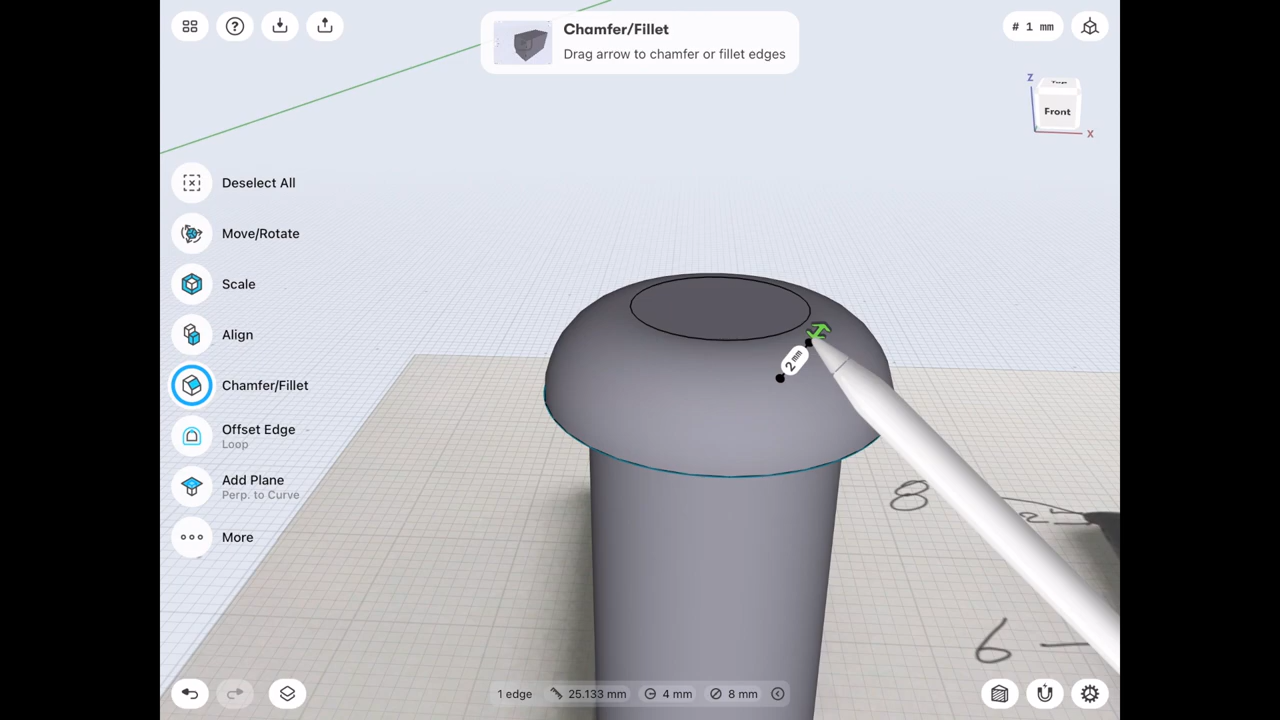 Chamfer/Fillet
Drag arrow to chamfer or fillet edges
# 1 mm
Top
Z
Front
X
Deselect All
Move/Rotate
Scale
Align
Chamfer/Fillet
Offset Edge
Loop
Add Plane
Perp. to Curve
More
2 mm
8
6
1 edge
25.133 mm
4 mm
8 mm